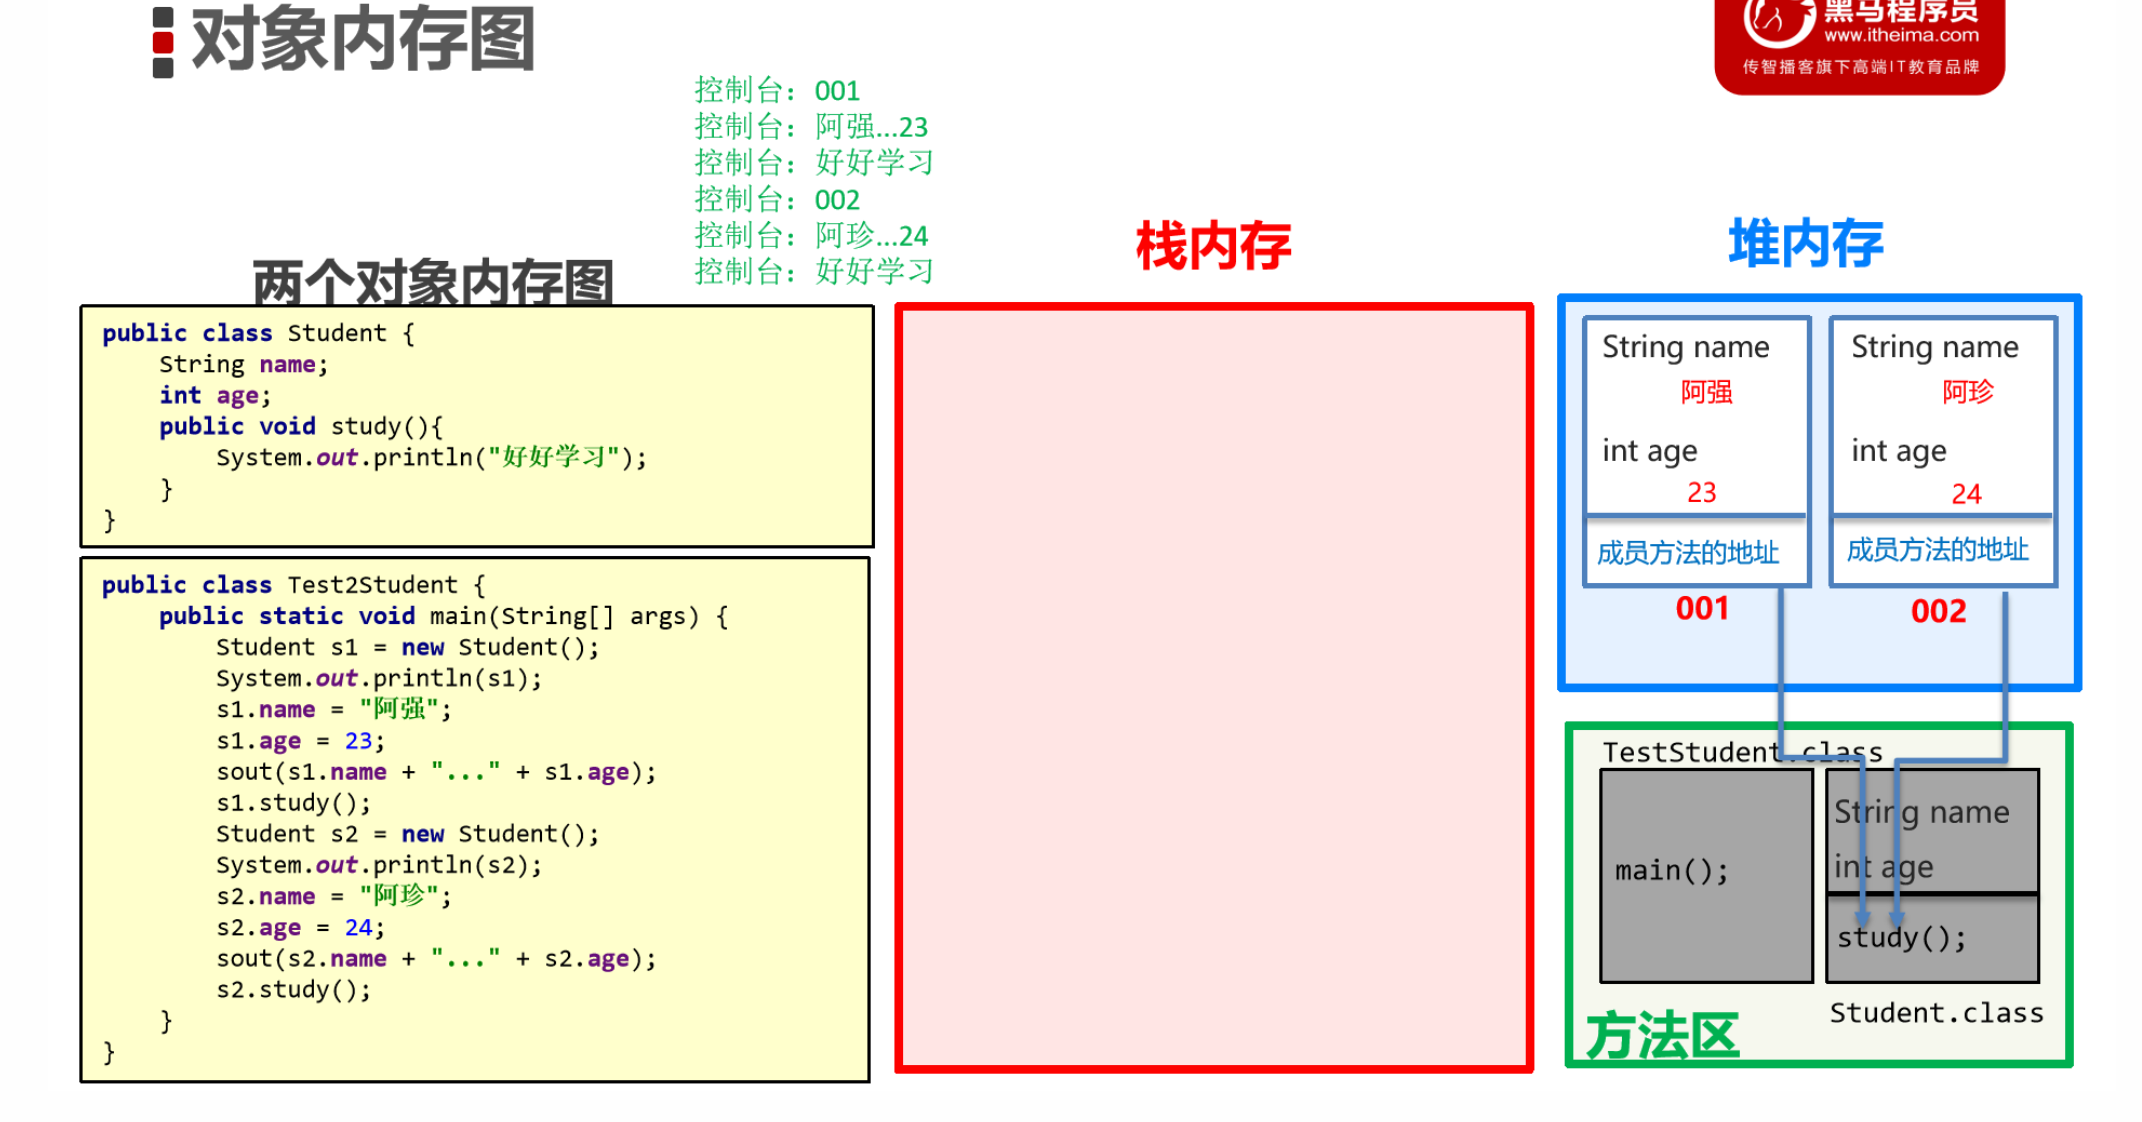 对象内存图
黑马程序员
www.itheima.com
传智播客旗下高端IT教育品牌
控制台：001
控制台：阿强...23
控制台：好好学习
控制台：002
控制台：阿珍...24
控制台：好好学习
两个对象内存图
public class Student {
    String name;
    int age;
    public void study(){
        System.out.println("好好学习");
    }
}
public class Test2Student {
    public static void main(String[] args) {
        Student s1 = new Student();
        System.out.println(s1);
        s1.name = "阿强";
        s1.age = 23;
        sout(s1.name + "..." + s1.age);
        s1.study();
        Student s2 = new Student();
        System.out.println(s2);
        s2.name = "阿珍";
        s2.age = 24;
        sout(s2.name + "..." + s2.age);
        s2.study();
    }
}
栈内存
堆内存
String name
阿强
int age
23
成员方法的地址
001
String name
阿珍
int age
24
成员方法的地址
002
TestStudent.class
main();
String name
int age
study();
Student.class
方法区